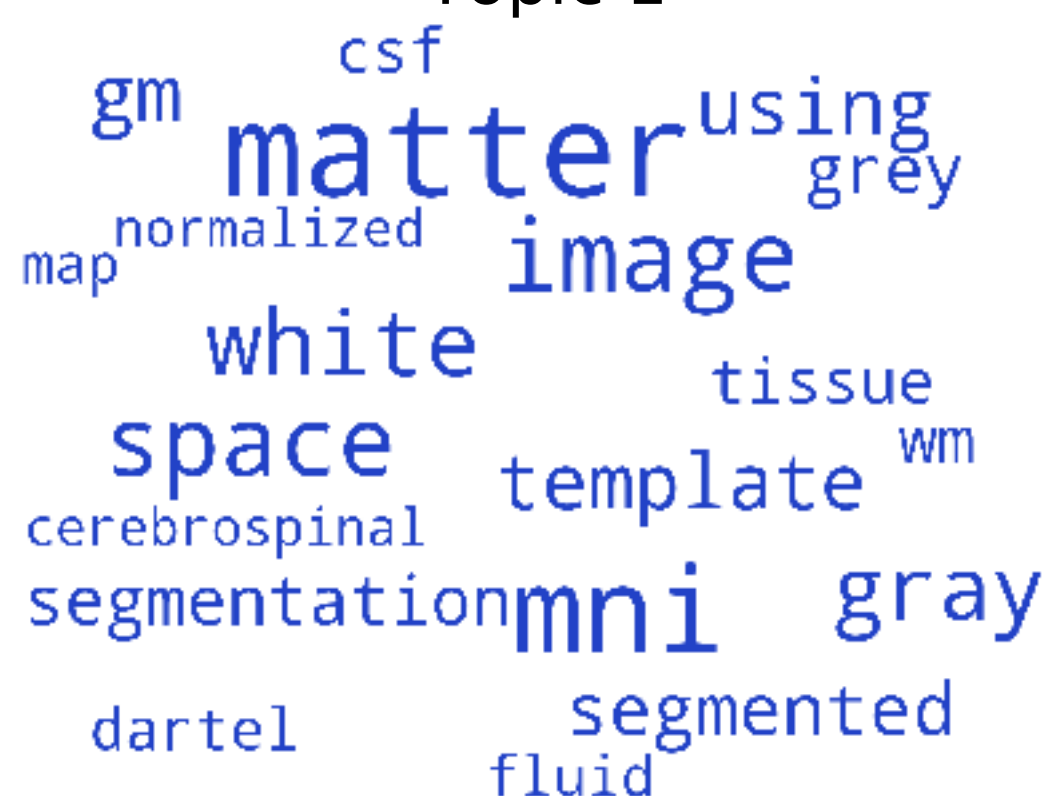 csf
gm
using
matter
grey
normalized
image
map
white
tissue
space
wm
template
cerebrospinal
segmentation
mni
gray
segmented
dartel
fluid